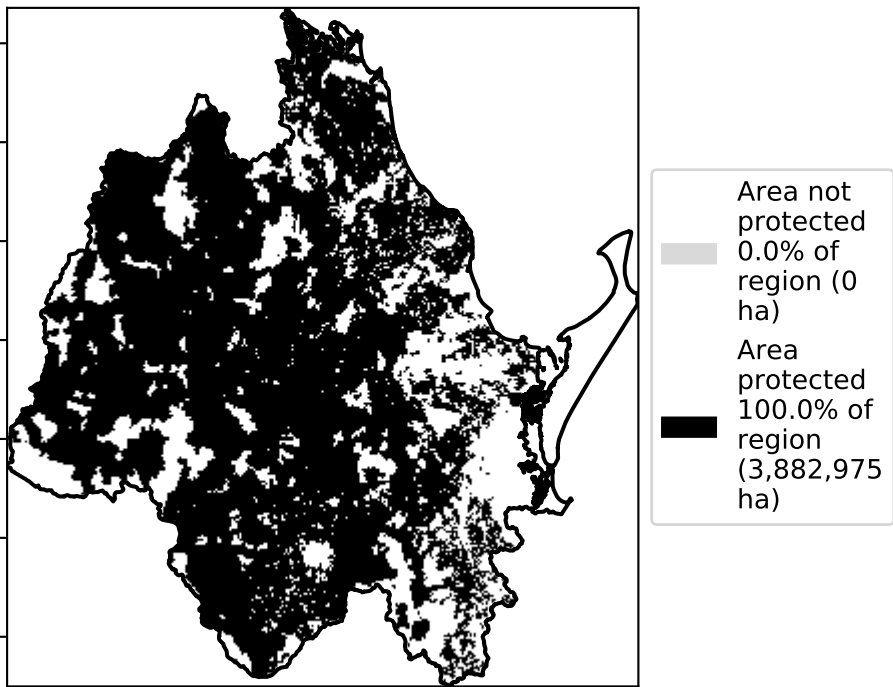 Area not
protected
0.0% of
region (0
ha)
Area
protected
100.0% of
region
(3,882,975
ha)